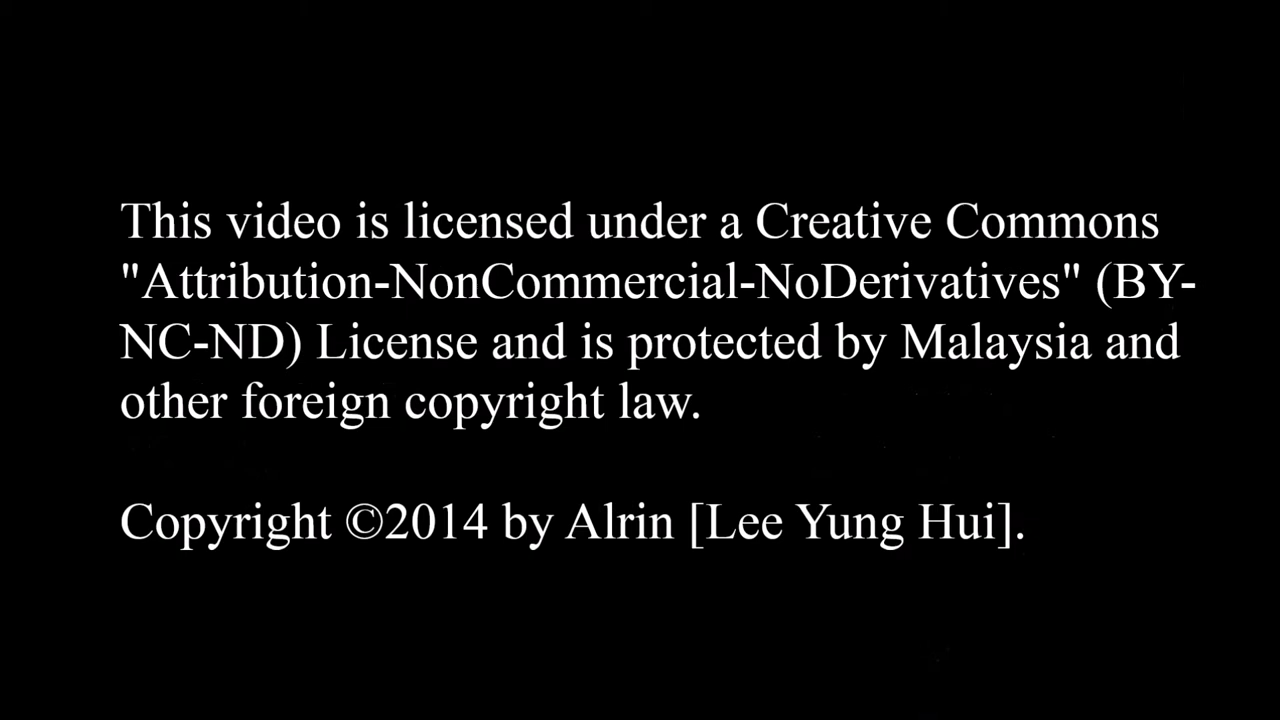 This video is licensed under a Creative Commons
"Attribution-NonCommercial-NoDerivatives" (BY-
NC-ND) License and is protected by Malaysia and
other foreign copyright law.
Copyright ©2014 by Alrin [Lee Yung Hui].